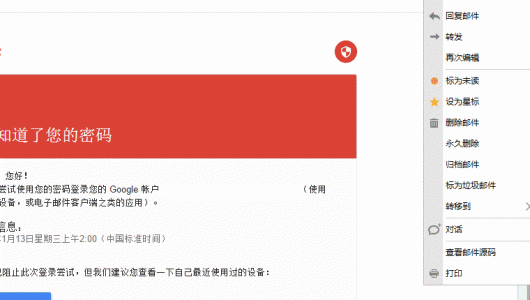 知道了您的密码
您好！
尝试使用您的密码登录您的 Google 帐户 （使用
设备，或电子邮件客户端之类的应用）。
信息：
1月13日星期三上午2:00（中国标准时间）
已阻止此次登录尝试，但我们建议您查看一下自己最近使用过的设备：
回复邮件
转发
再次编辑
标为未读
设为星标
删除邮件
永久删除
归档邮件
标为垃圾邮件
转移到
对话
查看邮件源码
打印